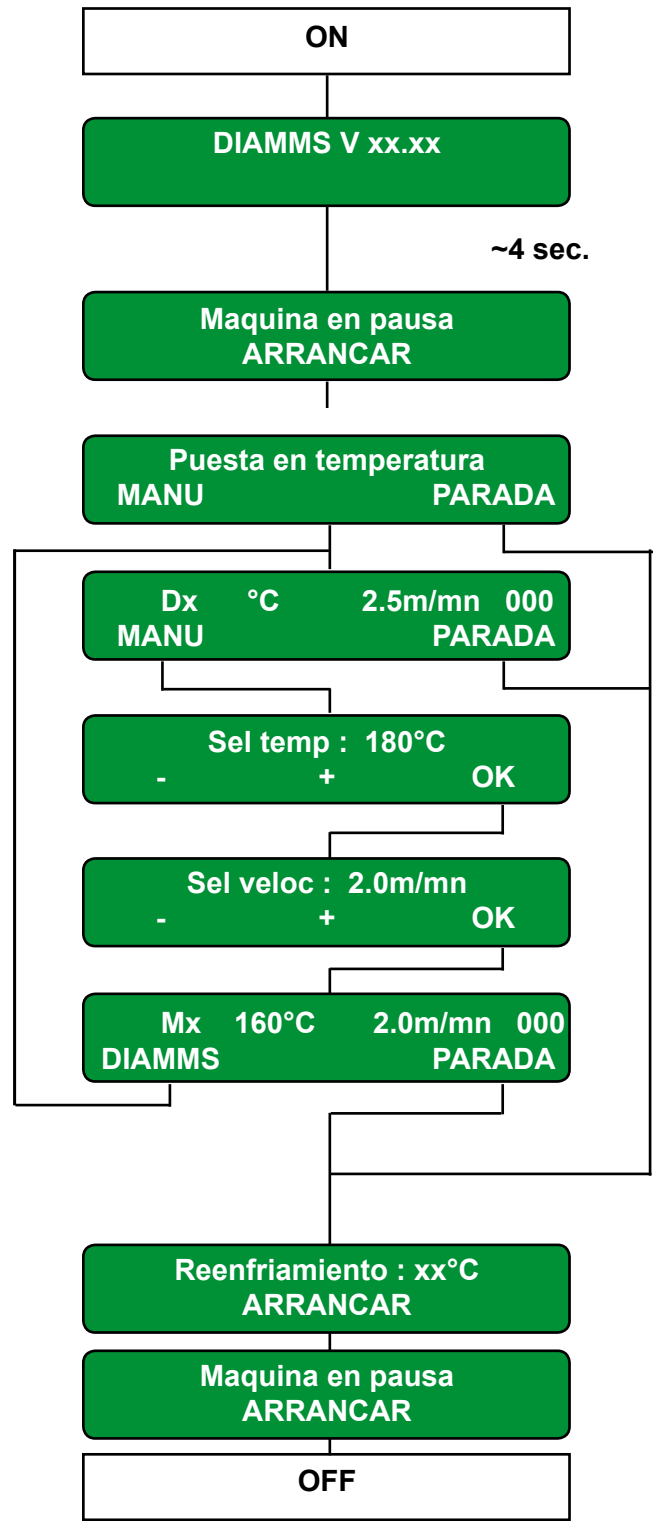 ON
DIAMMS V xx.xx
~4 sec.
Maquina en pausa
ARRANCAR
Puesta en temperatura
MANU PARADA
Dx °C 2.5m/mn 000
MANU PARADA
Sel temp : 180°C
- + OK
Sel veloc : 2.0m/mn
- + OK
Mx 160°C 2.0m/mn 000
DIAMMS PARADA
Reenfriamiento : xx°C
ARRANCAR
Maquina en pausa
ARRANCAR
OFF